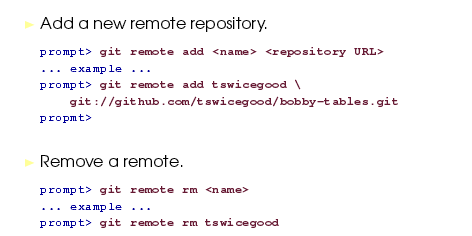 Add a new remote repository.
prompt> git remote add <name> <repository URL>
... example ...
prompt> git remote add tswicegood \
git://github.com/tswicegood/bobby-tables.git
propmt>
Remove a remote.
prompt> git remote rm <name>
... example ...
prompt> git remote rm tswicegood